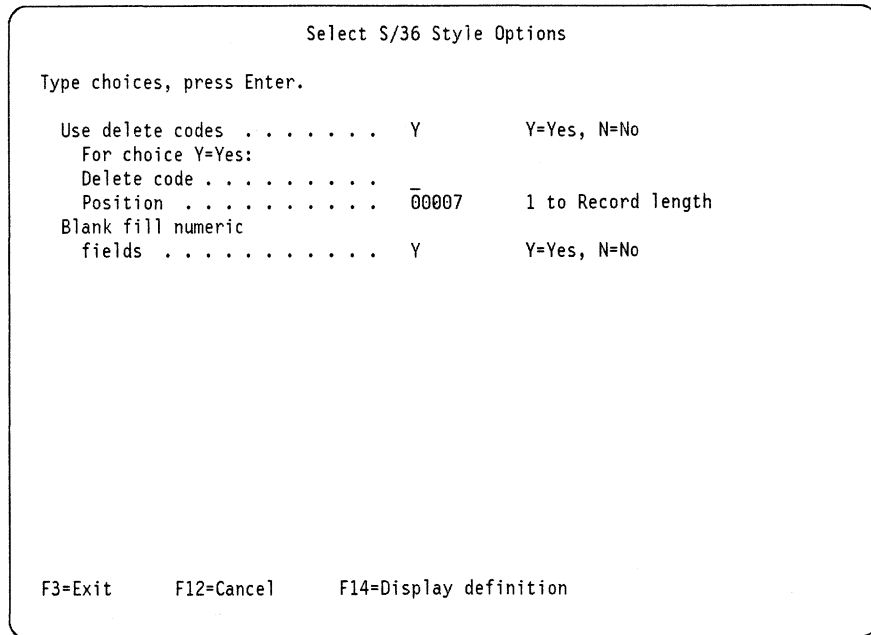 Select S/36 Style Options
Type choices, press Enter.
Use delete codes . . . . . . . Y Y=Yes, N=No
For choice Y=Yes:
Delete code . . . . . . . . . _
Position . . . . . . . . . . 00007 1 to Record length
Blank fill numeric
fields . . . . . . . . . . . Y Y=Yes, N=No
F3=Exit F12=Cancel F14=Display definition